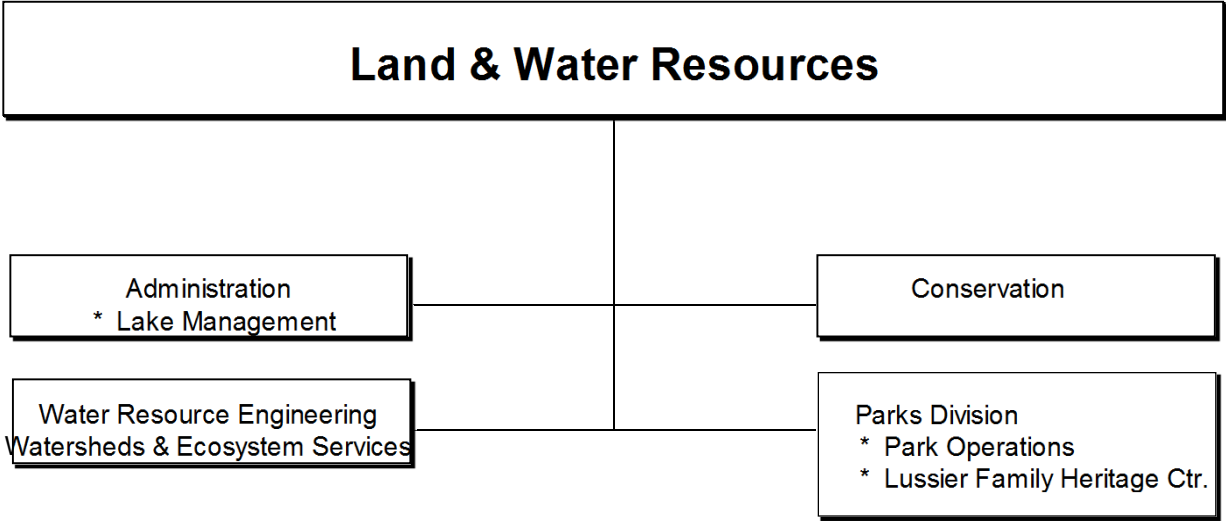 Land & Water Resources
Administration
* Lake Management
Conservation
Water Resource Engineering
Watersheds & Ecosystem Services
Parks Division
* Park Operations
* Lussier Family Heritage Ctr.